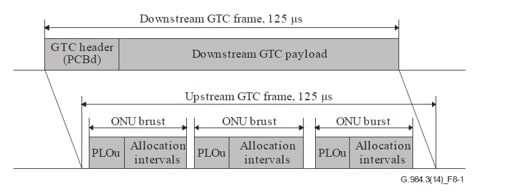 Downstream GTC frame, 125 µs
GTC header
(PCBd)
Downstream GTC payload
Upstream GTC frame, 125 µs
ONU brust
ONU brust
ONU burst
PLOu
Allocation
intervals
PLOu
Allocation
intervals
PLOu
Allocation
intervals
G.984.3(14)_F8-1